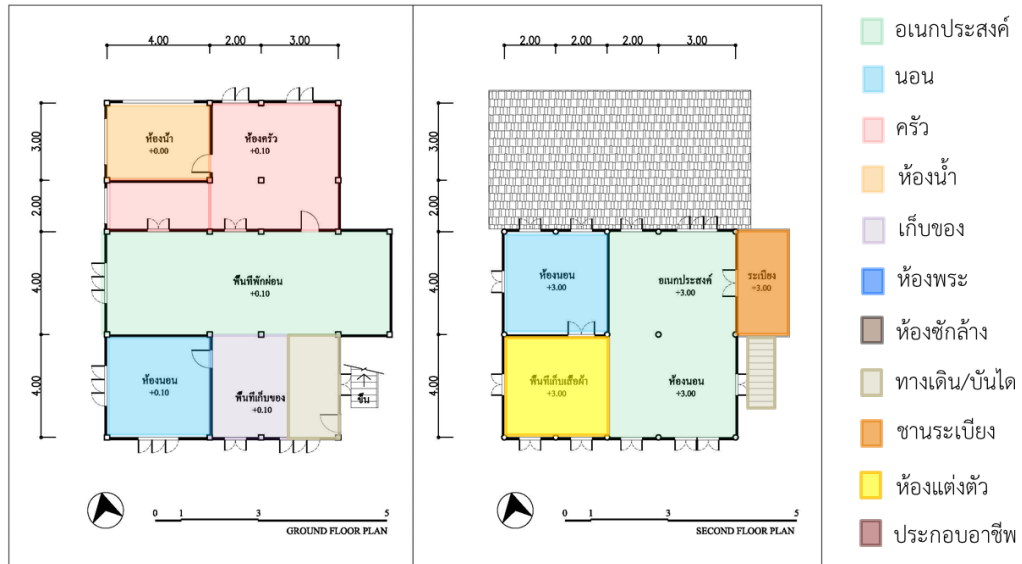 4.00 2.00 3.00
3.00
2.00
4.00
4.00
ห้องน้ำ
+0.00
ห้องครัว
+0.10
พื้นที่พักผ่อน
+0.10
ห้องนอน
+0.10
พื้นที่เก็บของ
+0.10
ขึ้น
0 1 3 5
GROUND FLOOR PLAN
2.00 2.00 2.00 3.00
3.00
2.00
4.00
4.00
ห้องนอน
+3.00
อเนกประสงค์
+3.00
ระเบียง
+3.00
พื้นที่เก็บเสื้อผ้า
+3.00
ห้องนอน
+3.00
0 1 3 5
SECOND FLOOR PLAN
อเนกประสงค์
นอน
ครัว
ห้องน้ำ
เก็บของ
ห้องพระ
ห้องซักล้าง
ทางเดิน/บันได
ชานระเบียง
ห้องแต่งตัว
ประกอบอาชีพ